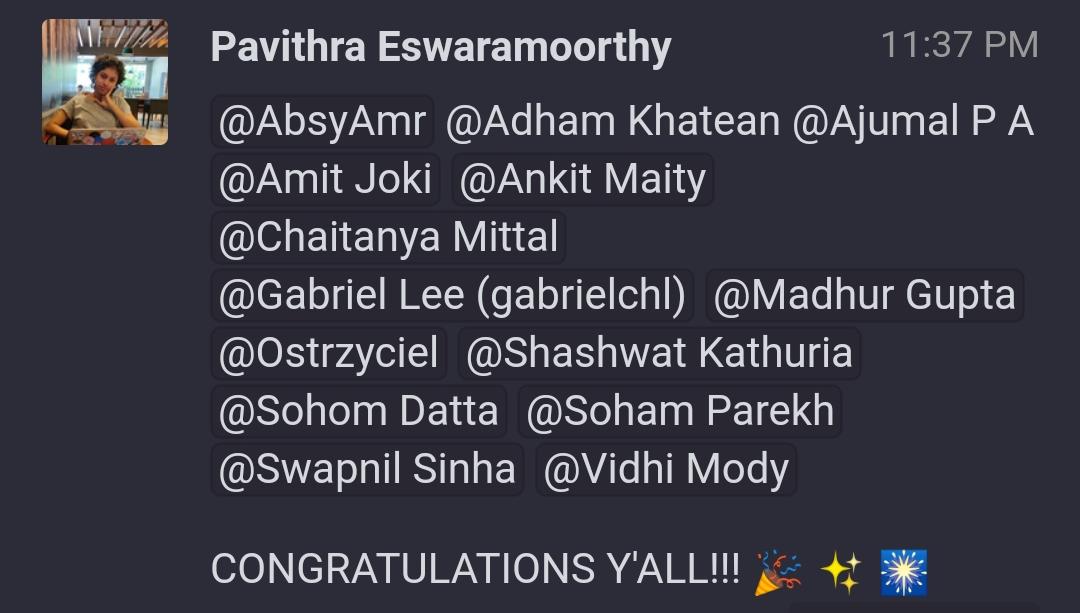 Pavithra Eswaramoorthy 11:37 PM
@AbsyAmr @Adham Khatean @Ajumal P A
@Amit Joki @Ankit Maity
@Chaitanya Mittal
@Gabriel Lee (gabrielchl) @Madhur Gupta
@Ostrzyciel @Shashwat Kathuria
@Sohom Datta @Soham Parekh
@Swapnil Sinha @Vidhi Mody
CONGRATULATIONS Y'ALL!!! 🎉 ✨ 🎆